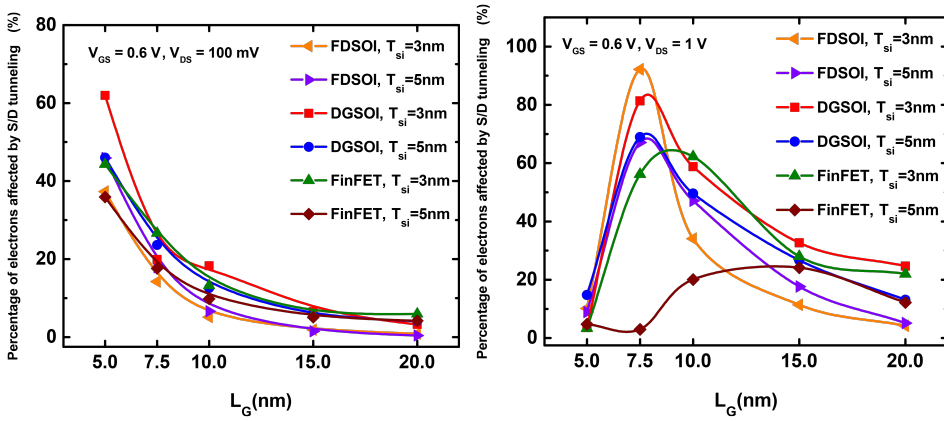 Percentage of electrons affected by S/D tunneling (%)
80
60
40
20
0
V_GS = 0.6 V, V_DS = 100 mV
FDSOI, T_si=3nm
FDSOI, T_si=5nm
DGSOI, T_si=3nm
DGSOI, T_si=5nm
FinFET, T_si=3nm
FinFET, T_si=5nm
5.0 7.5 10.0 15.0 20.0
L_G(nm)
Percentage of electrons affected by S/D tunneling (%)
100
80
60
40
20
0
V_GS = 0.6 V, V_DS = 1 V
FDSOI, T_si=3nm
FDSOI, T_si=5nm
DGSOI, T_si=3nm
DGSOI, T_si=5nm
FinFET, T_si=3nm
FinFET, T_si=5nm
5.0 7.5 10.0 15.0 20.0
L_G(nm)